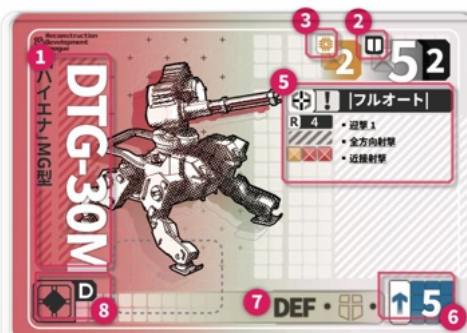 Reconstruction
Development
League
3
2
2
5
2
1
DTG-30M
ハイエナ/MG型
5
! |フルオート|
R 4
・迎撃 1
・全方向射撃
・近接射撃
D
8
7
DEF・
・
5
6